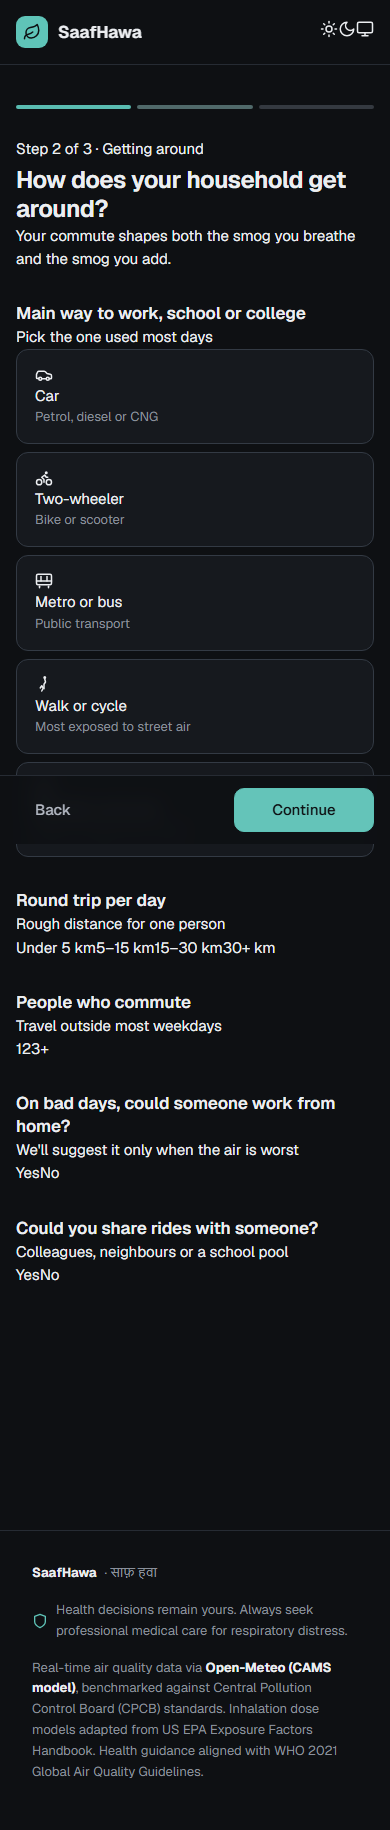 SaafHawa
Step 2 of 3 · Getting around
How does your household get
around?
Your commute shapes both the smog you breathe
and the smog you add.
Main way to work, school or college
Pick the one used most days
Car
Petrol, diesel or CNG
Two-wheeler
Bike or scooter
Metro or bus
Public transport
Walk or cycle
Most exposed to street air
Back
Continue
Round trip per day
Rough distance for one person
Under 5 km5–15 km15–30 km30+ km
People who commute
Travel outside most weekdays
123+
On bad days, could someone work from
home?
We'll suggest it only when the air is worst
YesNo
Could you share rides with someone?
Colleagues, neighbours or a school pool
YesNo
SaafHawa · साफ़ हवा
Health decisions remain yours. Always seek
professional medical care for respiratory distress.
Real-time air quality data via Open-Meteo (CAMS
model), benchmarked against Central Pollution
Control Board (CPCB) standards. Inhalation dose
models adapted from US EPA Exposure Factors
Handbook. Health guidance aligned with WHO 2021
Global Air Quality Guidelines.